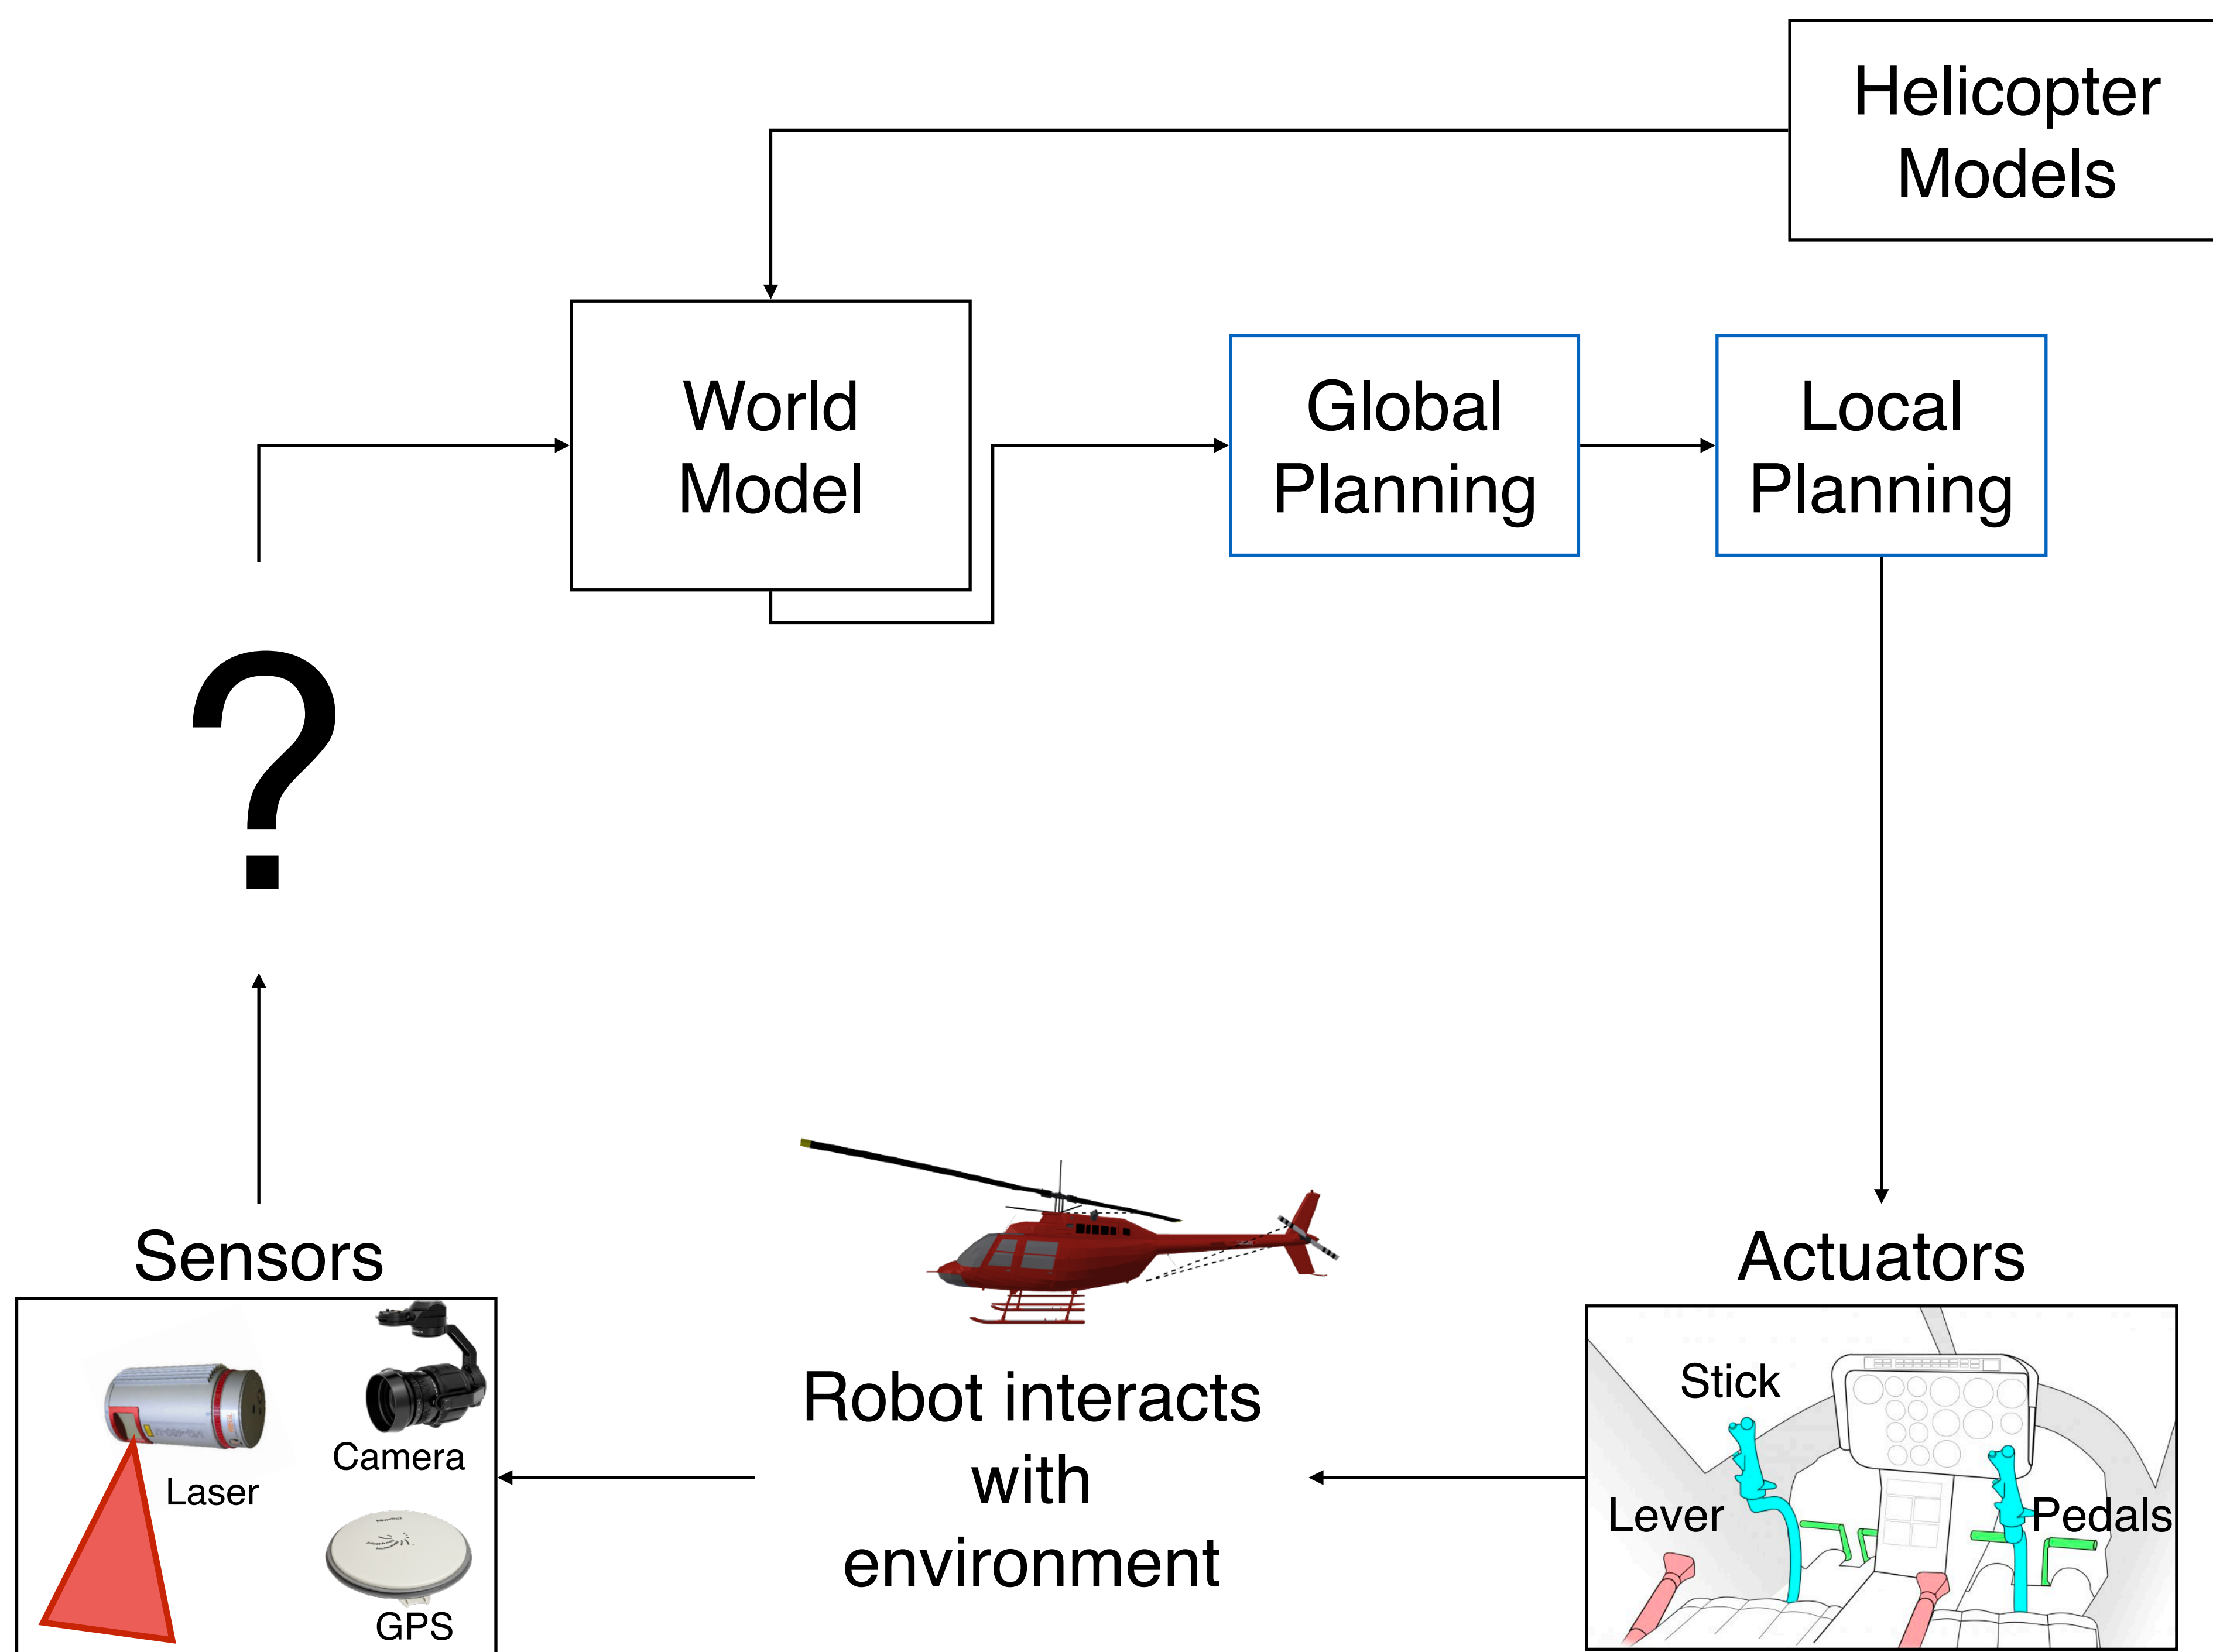 Helicopter
Models
World
Model
Global
Planning
Local
Planning
?
Sensors
Actuators
Laser
Camera
GPS
Robot interacts
with
environment
Stick
Lever
Pedals